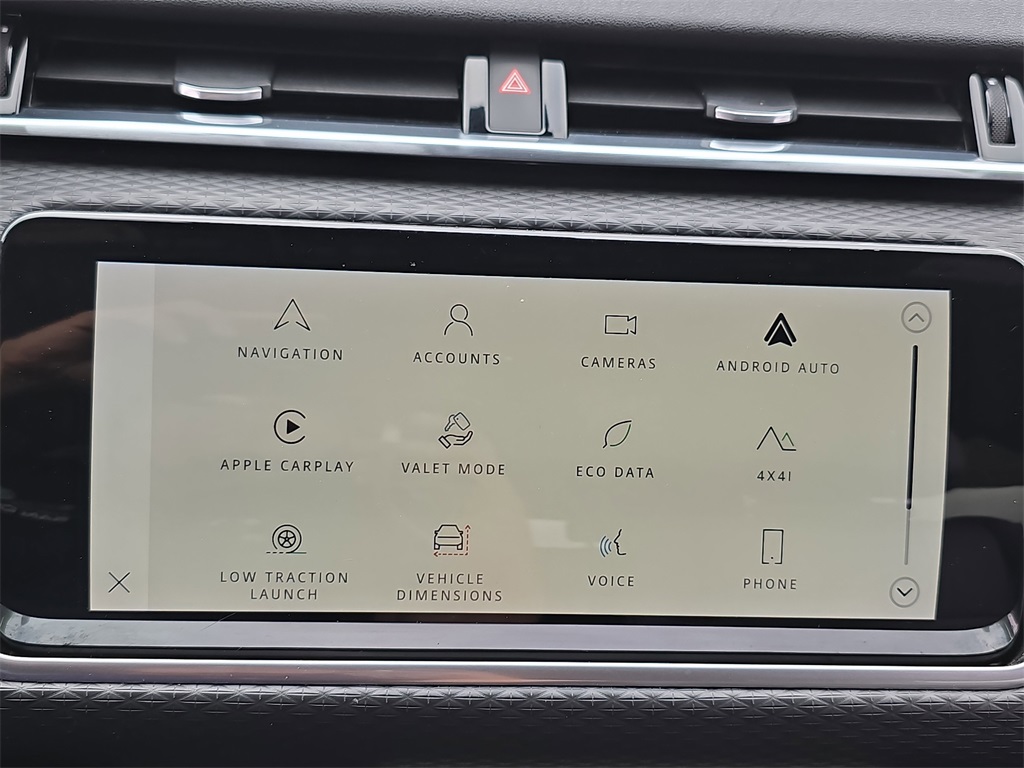 NAVIGATION
ACCOUNTS
CAMERAS
ANDROID AUTO
APPLE CARPLAY
VALET MODE
ECO DATA
4X4I
LOW TRACTION
LAUNCH
VEHICLE
DIMENSIONS
VOICE
PHONE